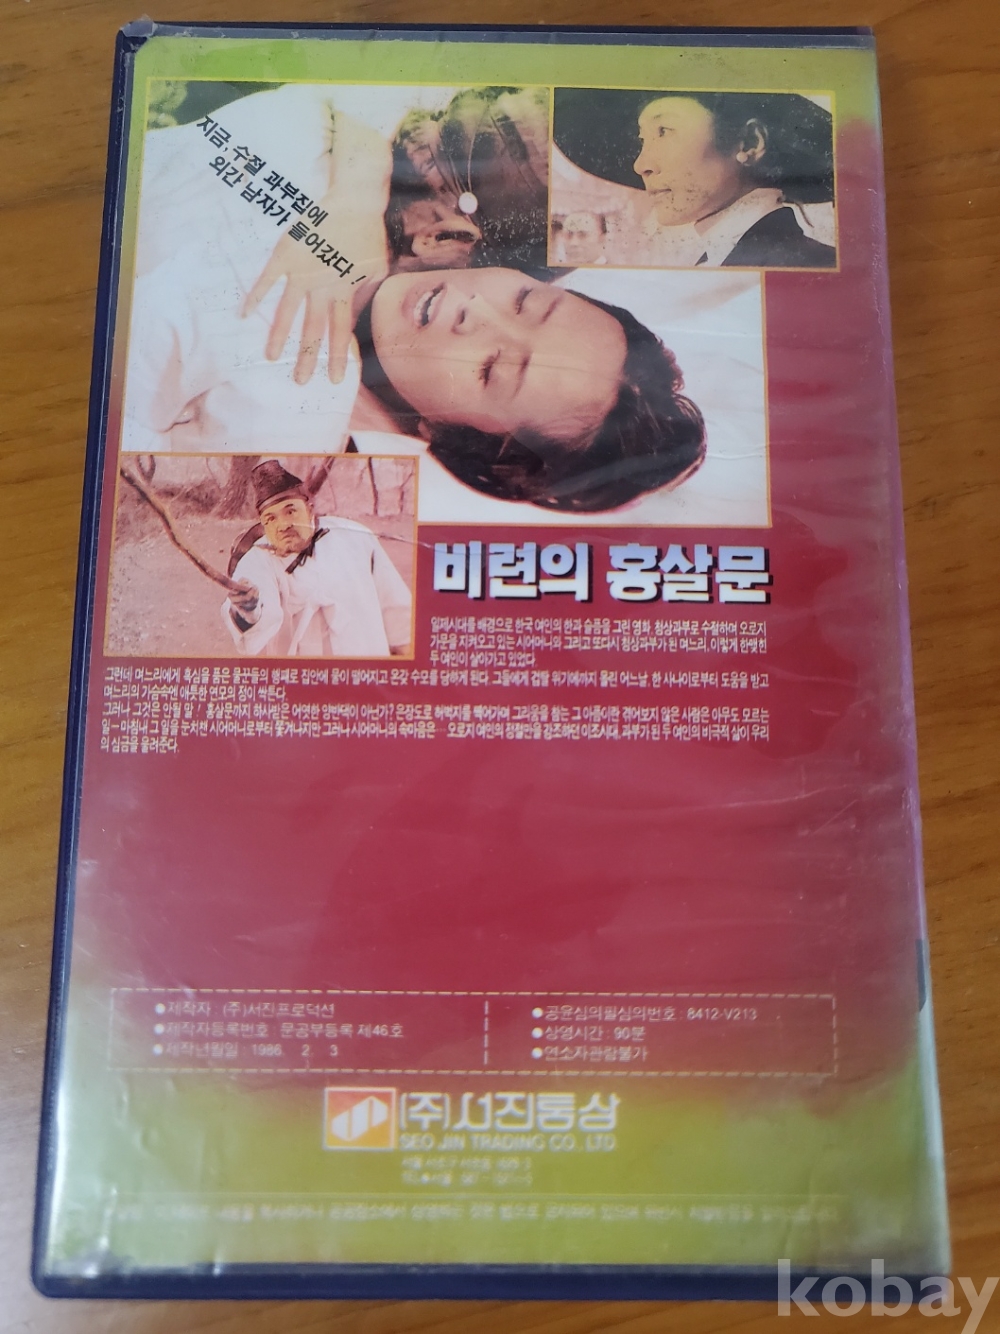 지금, 수절 과부집에
외간 남자가 들어갔다!
비련의 홍살문
일제시대를 배경으로 한국 여인의 한과 슬픔을 그린 영화 청상과부로 수절하며 오로지
가문을 지켜오고 있는 시어머니와 그리고 또다시 청상과부가 된 며느리, 이렇게 한맺힌
두 여인이 살아가고 있었다.
그런데 며느리에게 흑심을 품은 물꾼들의 행패로 집안에 물이 떨어지고 온갖 수모를 당하게 된다. 그들에게 겁탈 위기에까지 몰린 어느날, 한 사나이로부터 도움을 받고
며느리의 가슴속엔 애틋한 연모의 정이 싹튼다.
그러나 그것은 안될 말 ' 홍살문까지 하사받은 어엿한 양반댁이 아닌가? 은장도로 허벅지를 찍어가며 그리움을 참는 그 아픔이란 겪어보지 않은 사람은 아무도 모르는
일 - 마침내 그 일을 눈치챈 시어머니로부터 쫓겨나지만 그러나 시어머니의 속마음은… 오로지 여인의 정절만을 강조하던 이조시대, 과부가 된 두 여인의 비극적 삶이 우리
의 심금을 울려준다.
●제작자 : (주)서진프로덕션
●제작자등록번호 : 문공부등록 제46호
●제작년월일 : 1986. 2. 3
●공윤심의필심의번호 : 8412-V213
●상영시간 : 90분
●연소자관람불가
(주)서진통상
SEO JIN TRADING CO., LTD
서울 서초구 서초동
kobay